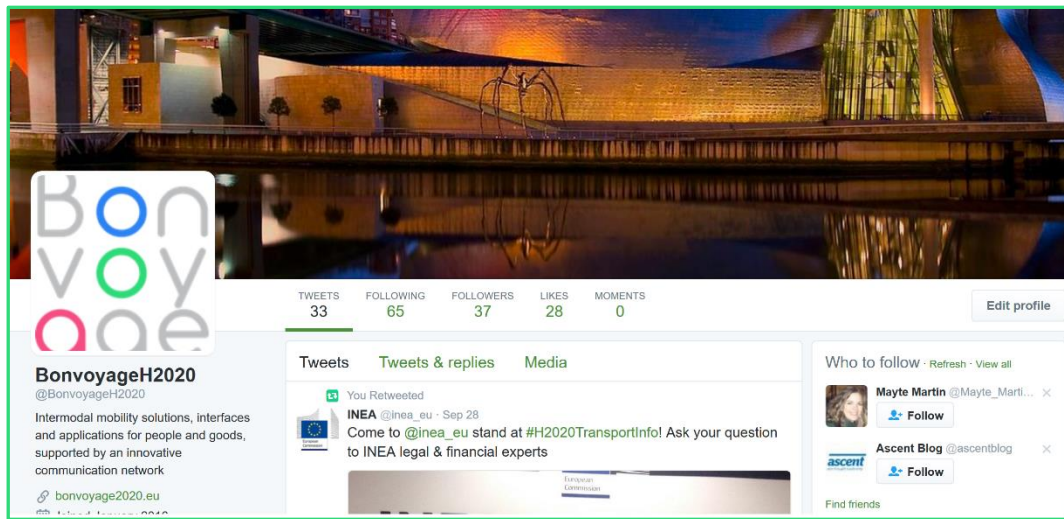 Bon
voy
age
TWEETS FOLLOWING FOLLOWERS LIKES MOMENTS
33 65 37 28 0
Edit profile
BonvoyageH2020
@BonvoyageH2020
Intermodal mobility solutions, interfaces
and applications for people and goods,
supported by an innovative
communication network
bonvoyage2020.eu
Joined January 2016
Tweets Tweets & replies Media
You Retweeted
INEA @inea_eu · Sep 28
Come to @inea_eu stand at #H2020TransportInfo! Ask your question
to INEA legal & financial experts
European
Commission
Who to follow · Refresh · View all
Mayte Martin @Mayte_Marti...
Follow
ascent
Ascent Blog @ascentblog
Follow
Find friends